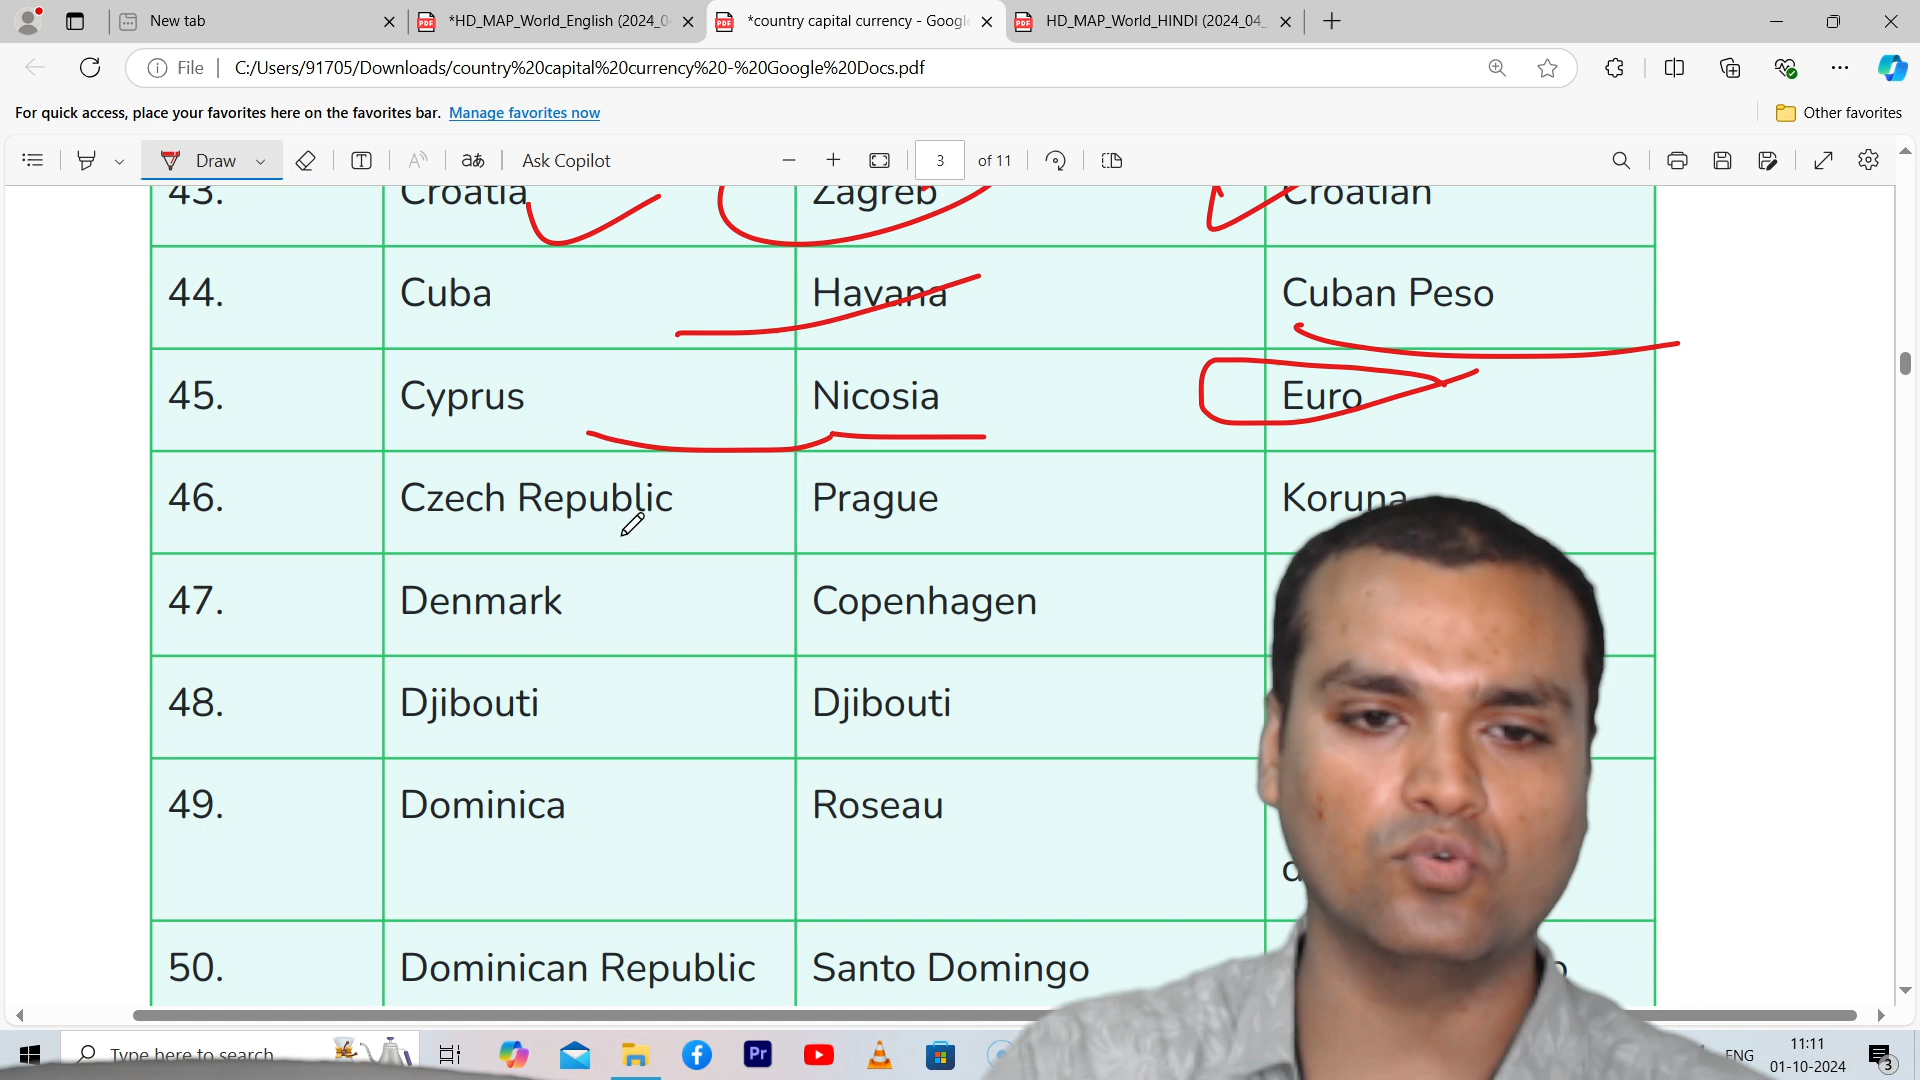 New tab
*HD_MAP_World_English (2024_0
*country capital currency - Google
HD_MAP_World_HINDI (2024_04_
File
C:/Users/91705/Downloads/country%20capital%20currency%20-%20Google%20Docs.pdf
For quick access, place your favorites here on the favorites bar. Manage favorites now
Other favorites
Draw
Ask Copilot
3 of 11
43. Croatia Zagreb Croatian
44. Cuba Havana Cuban Peso
45. Cyprus Nicosia Euro
46. Czech Republic Prague Koruna
47. Denmark Copenhagen
48. Djibouti Djibouti
49. Dominica Roseau
50. Dominican Republic Santo Domingo
Type here to search
Pr
ENG
11:11
01-10-2024
3